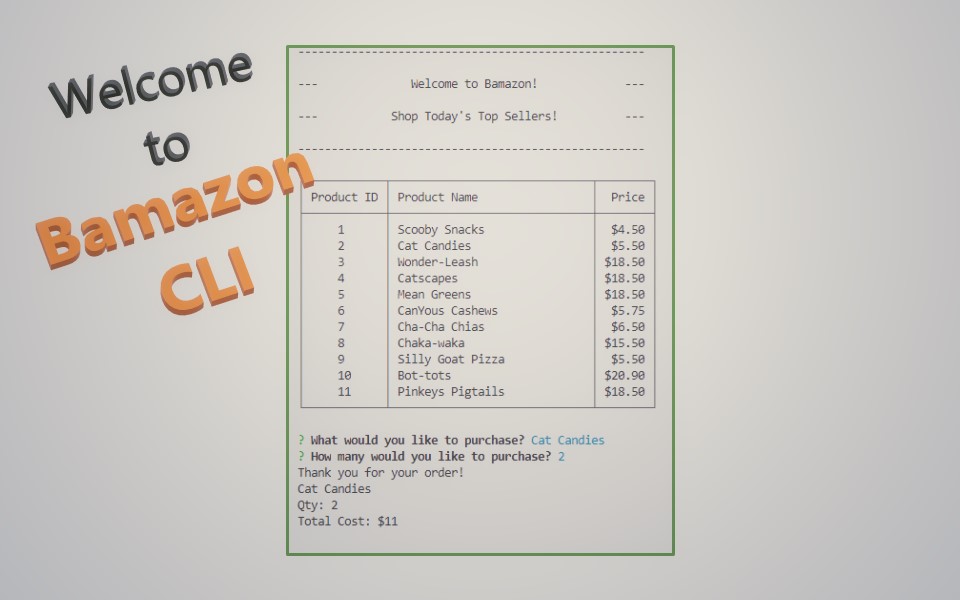 Welcome
to
Bamazon
CLI
-----------------------------------------------------
--- Welcome to Bamazon! ---
--- Shop Today's Top Sellers! ---
-----------------------------------------------------
Product ID Product Name Price
1 Scooby Snacks $4.50
2 Cat Candies $5.50
3 Wonder-Leash $18.50
4 Catscapes $18.50
5 Mean Greens $18.50
6 CanYous Cashews $5.75
7 Cha-Cha Chias $6.50
8 Chaka-waka $15.50
9 Silly Goat Pizza $5.50
10 Bot-tots $20.90
11 Pinkeys Pigtails $18.50
? What would you like to purchase? Cat Candies
? How many would you like to purchase? 2
Thank you for your order!
Cat Candies
Qty: 2
Total Cost: $11